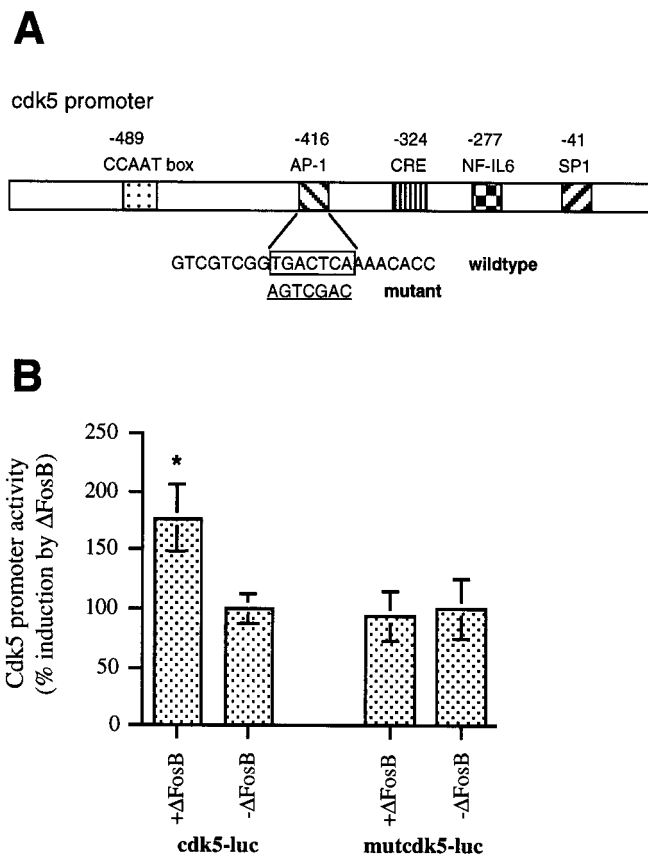 A
cdk5 promoter
-489 -416 -324 -277 -41
CCAAT box AP-1 CRE NF-IL6 SP1
GTCGTCGGTGACTCAAAACACC wildtype
AGTCGAC mutant
B
Cdk5 promoter activity
(% induction by ΔFosB)
250
200
150
100
50
0
*
+ΔFosB -ΔFosB +ΔFosB -ΔFosB
cdk5-luc mutcdk5-luc